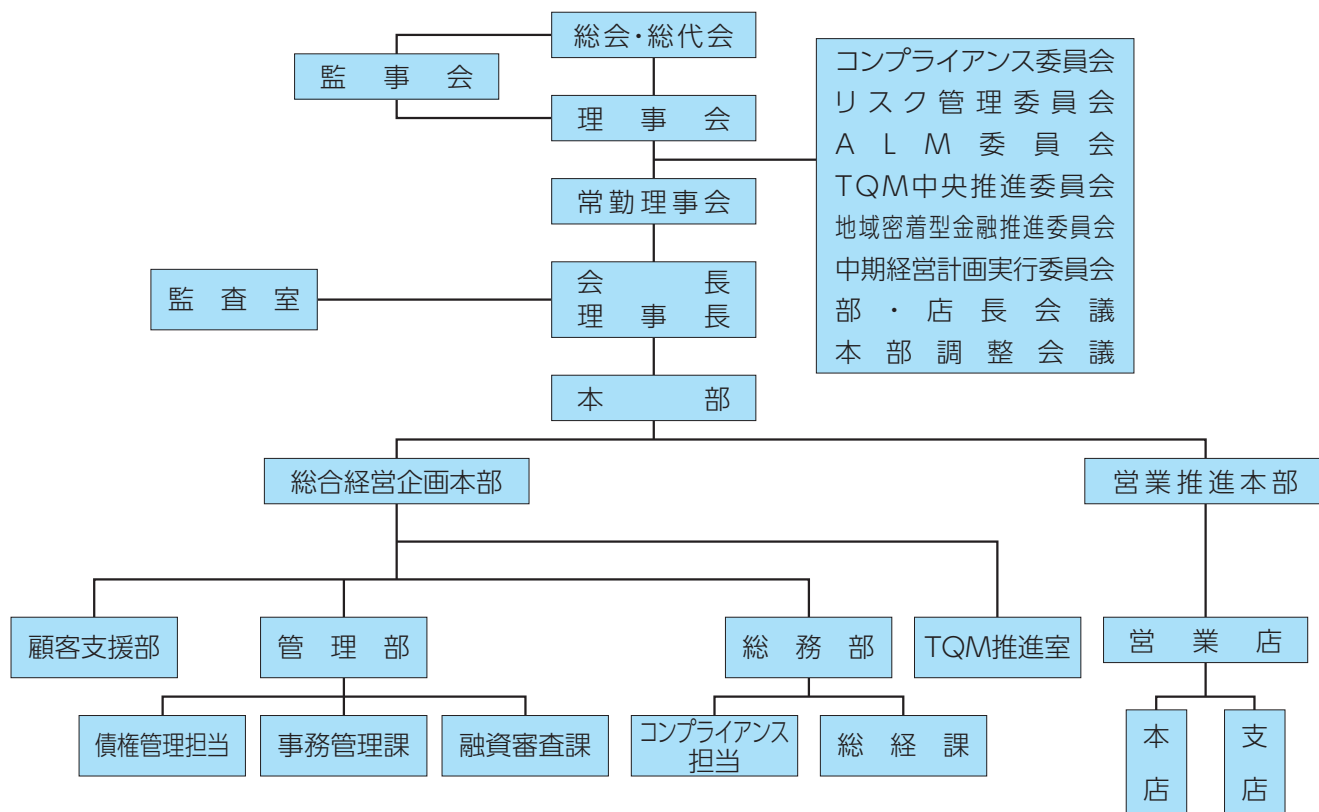 総会・総代会
監事会
理事会
コンプライアンス委員会
リスク管理委員会
ALM委員会
TQM中央推進委員会
地域密着型金融推進委員会
中期経営計画実行委員会
部・店長会議
本部調整会議
常勤理事会
監査室
会長
理事長
本部
総合経営企画本部
営業推進本部
顧客支援部
管理部
総務部
TQM推進室
営業店
債権管理担当
事務管理課
融資審査課
コンプライアンス
担当
総経課
本店
支店